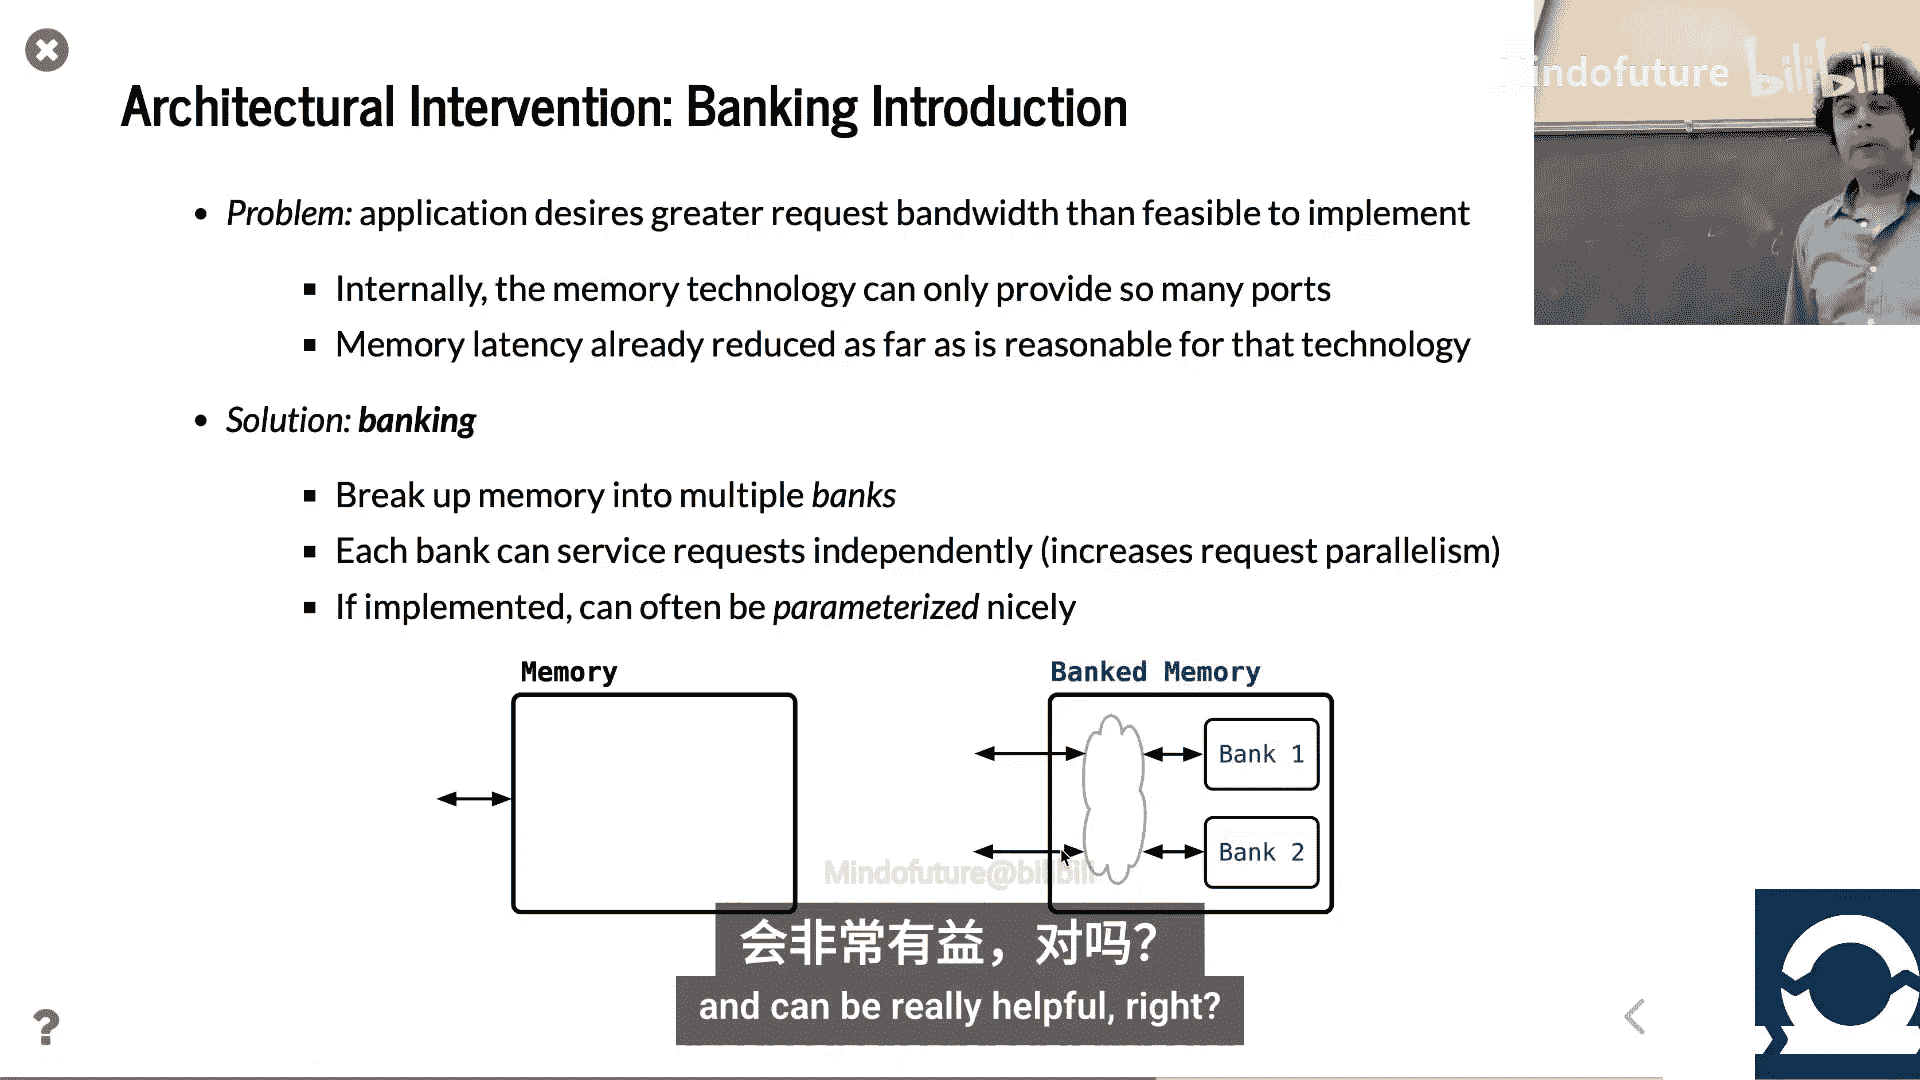 indofuture bilibili
Architectural Intervention: Banking Introduction
• Problem: application desires greater request bandwidth than feasible to implement
▪ Internally, the memory technology can only provide so many ports
▪ Memory latency already reduced as far as is reasonable for that technology
• Solution: banking
▪ Break up memory into multiple banks
▪ Each bank can service requests independently (increases request parallelism)
▪ If implemented, can often be parameterized nicely
Memory
Banked Memory
Bank 1
Bank 2
Mindofuture@bilibili
会非常有益，对吗？
and can be really helpful, right?
?